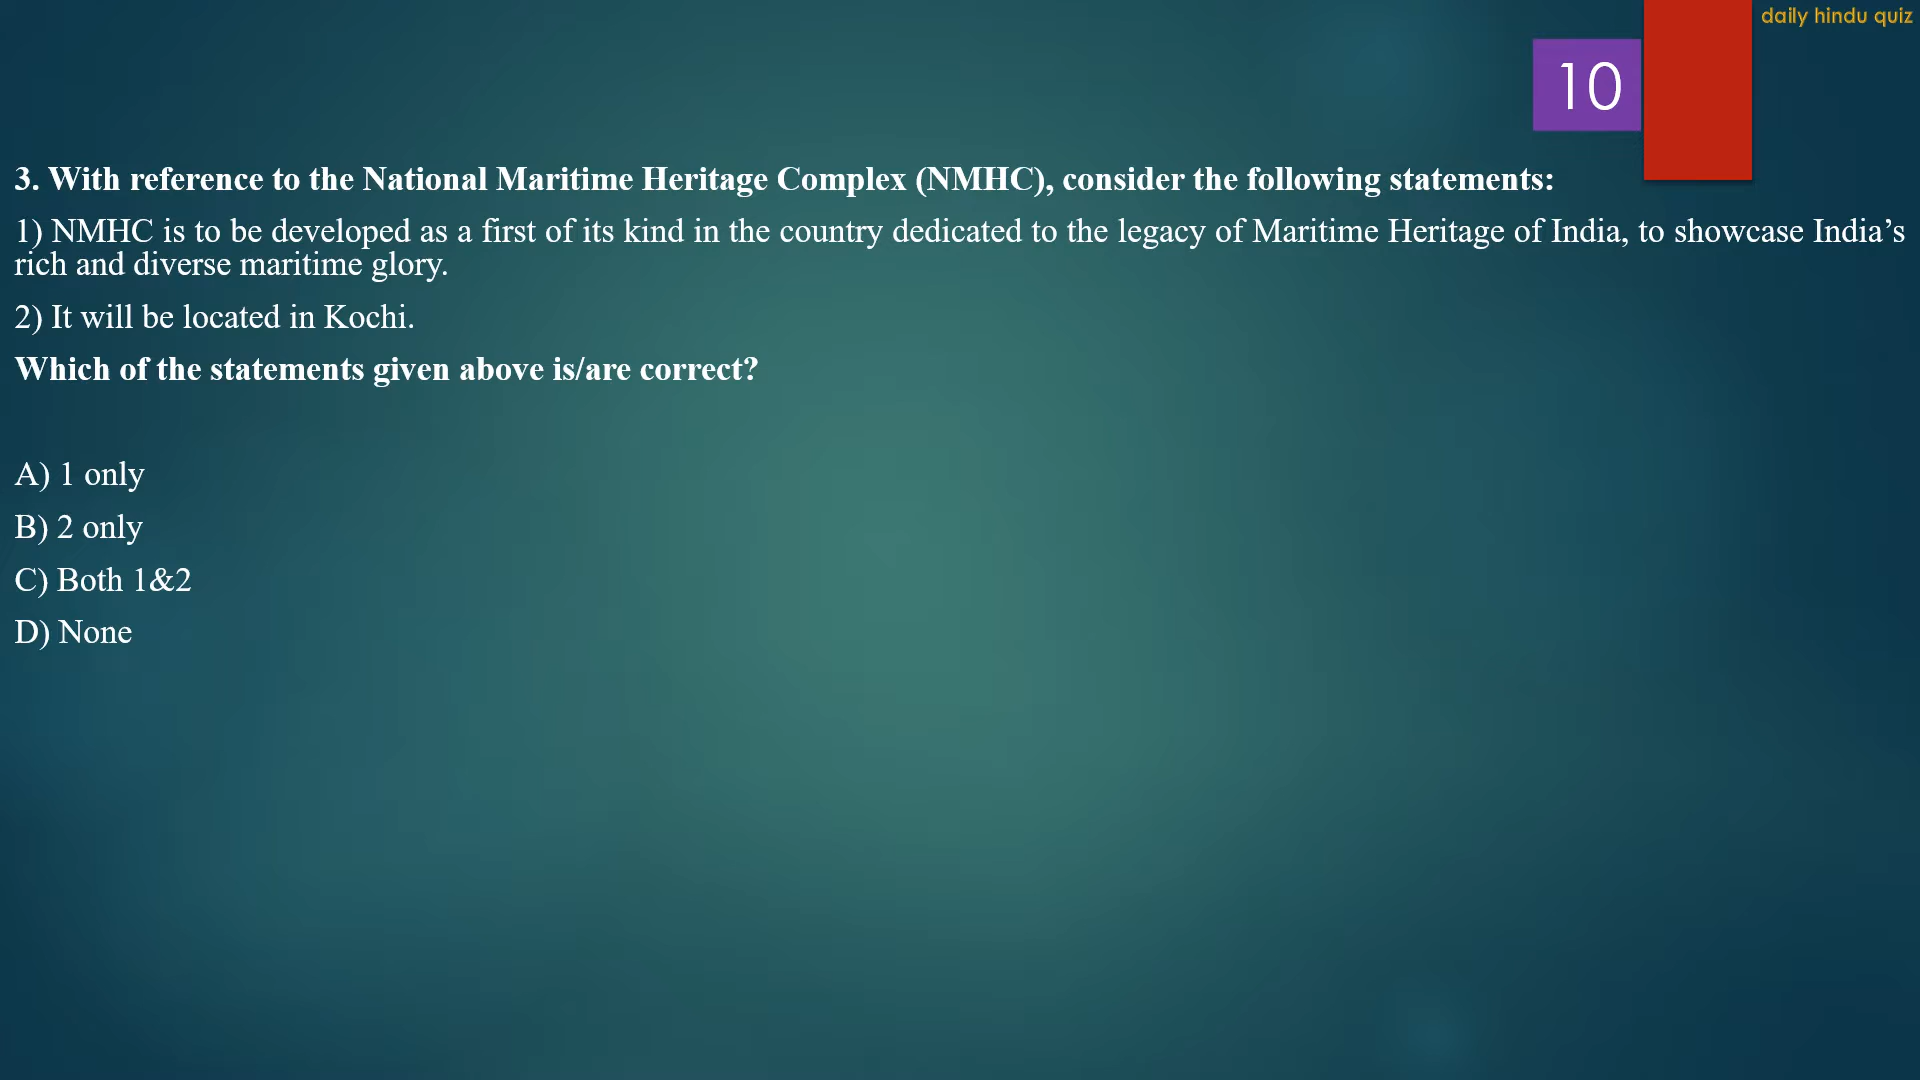 daily hindu quiz
10
3. With reference to the National Maritime Heritage Complex (NMHC), consider the following statements:
1) NMHC is to be developed as a first of its kind in the country dedicated to the legacy of Maritime Heritage of India, to showcase India’s
rich and diverse maritime glory.
2) It will be located in Kochi.
Which of the statements given above is/are correct?
A) 1 only
B) 2 only
C) Both 1&2
D) None